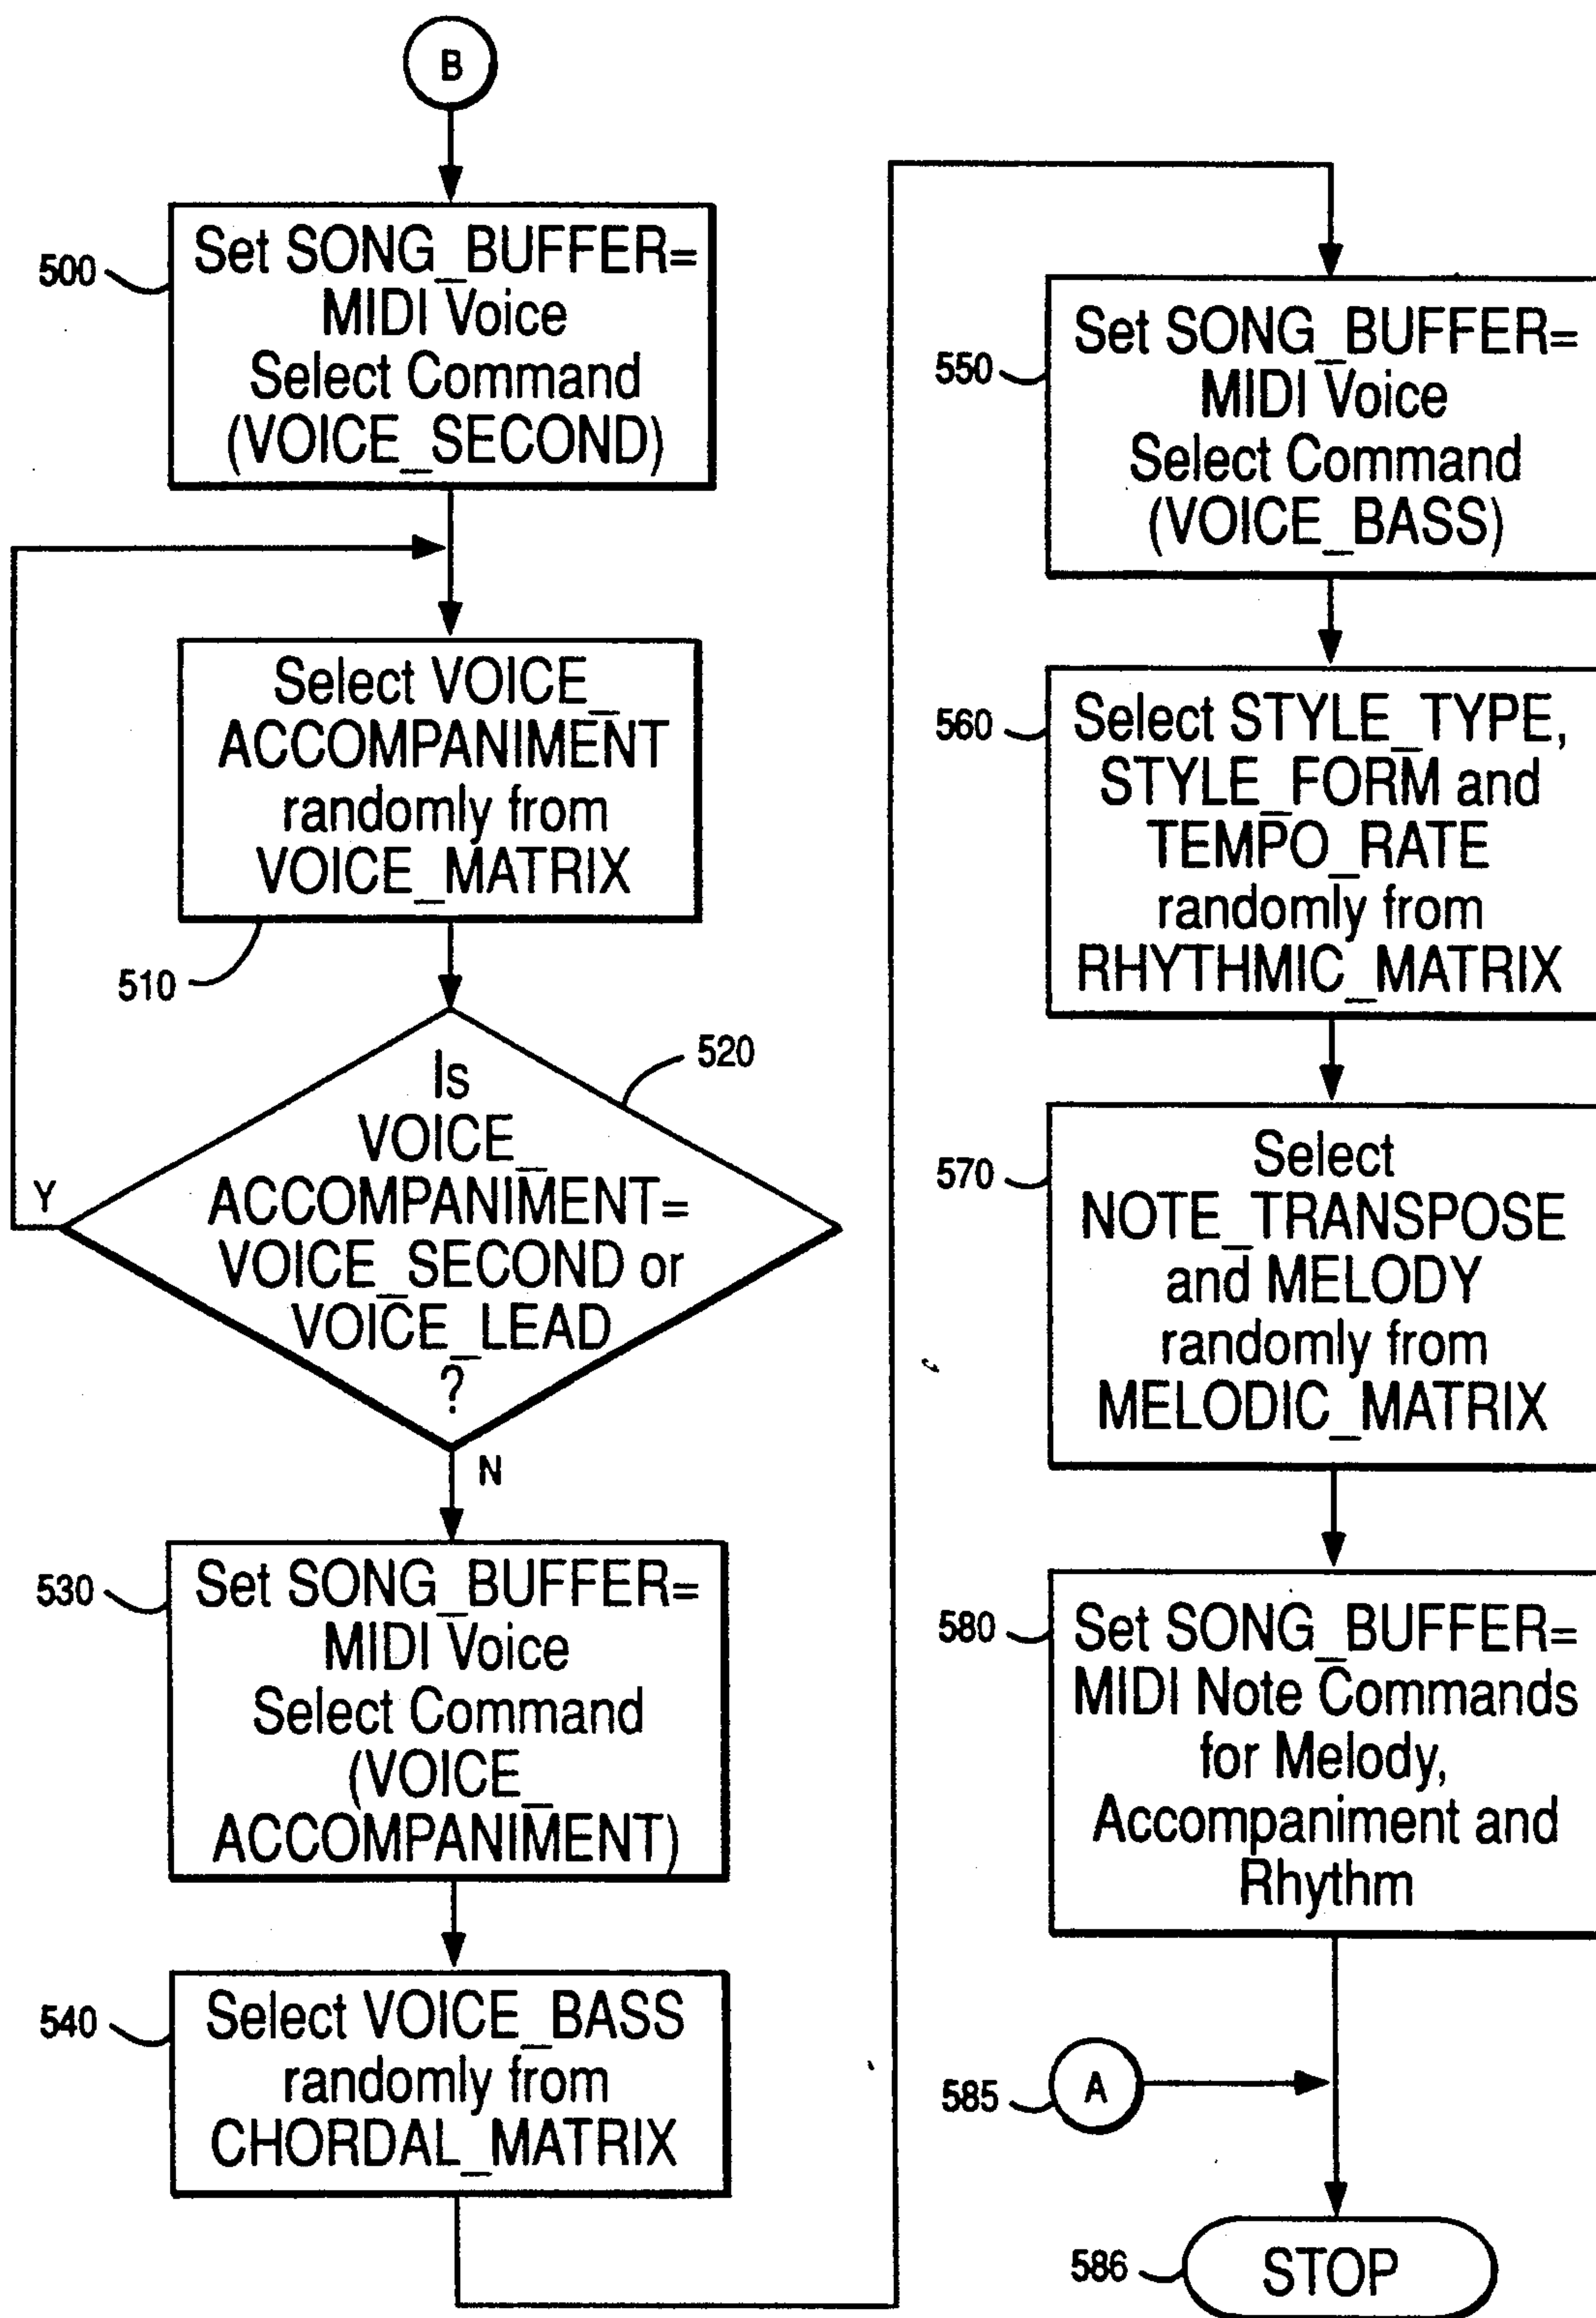 B
500
Set SONG_BUFFER=
MIDI Voice
Select Command
(VOICE_SECOND)
Select VOICE_
ACCOMPANIMENT
randomly from
VOICE_MATRIX
510
520
Is
VOICE_
ACCOMPANIMENT=
VOICE_SECOND or
VOICE_LEAD
?
Y
N
530
Set SONG_BUFFER=
MIDI Voice
Select Command
(VOICE_
ACCOMPANIMENT)
540
Select VOICE_BASS
randomly from
CHORDAL_MATRIX
550
Set SONG_BUFFER=
MIDI Voice
Select Command
(VOICE_BASS)
560
Select STYLE_TYPE,
STYLE_FORM and
TEMPO_RATE
randomly from
RHYTHMIC_MATRIX
570
Select
NOTE_TRANSPOSE
and MELODY
randomly from
MELODIC_MATRIX
580
Set SONG_BUFFER=
MIDI Note Commands
for Melody,
Accompaniment and
Rhythm
585
A
586
STOP